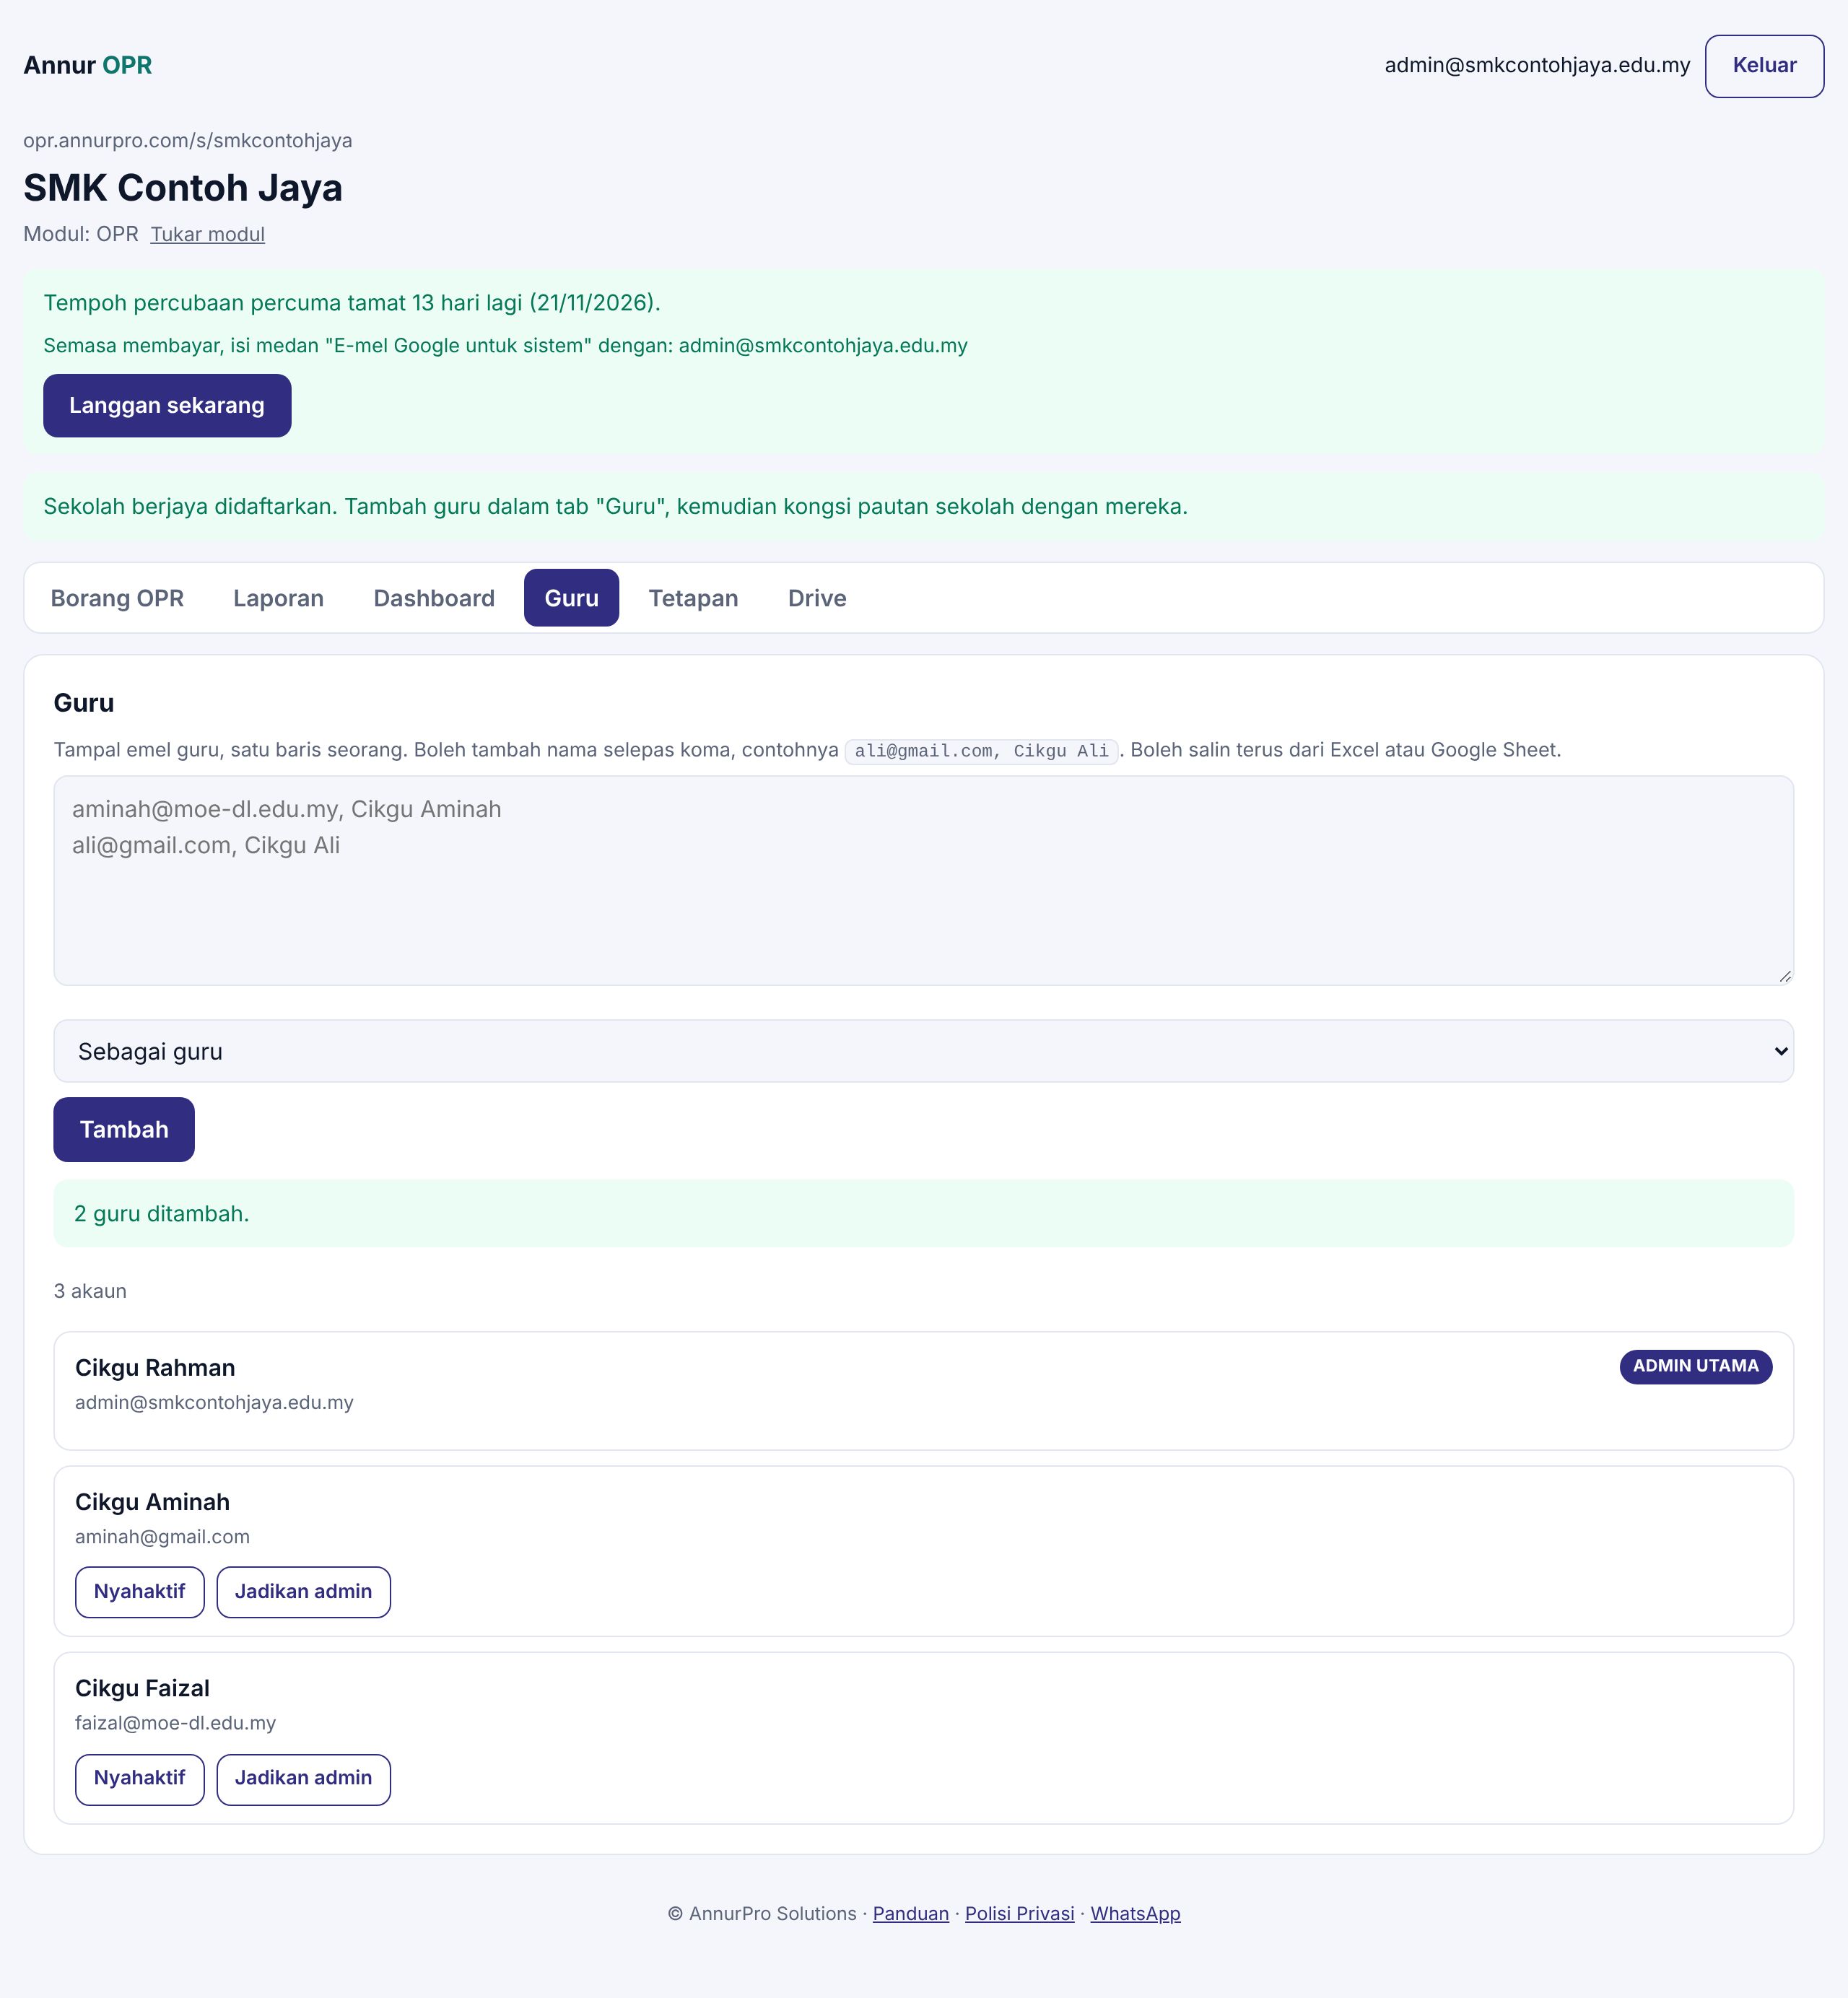 Annur OPR
admin@smkcontohjaya.edu.my
Keluar
opr.annurpro.com/s/smkcontohjaya
SMK Contoh Jaya
Modul: OPR Tukar modul
Tempoh percubaan percuma tamat 13 hari lagi (21/11/2026).
Semasa membayar, isi medan "E-mel Google untuk sistem" dengan: admin@smkcontohjaya.edu.my
Langgan sekarang
Sekolah berjaya didaftarkan. Tambah guru dalam tab "Guru", kemudian kongsi pautan sekolah dengan mereka.
Borang OPR Laporan Dashboard Guru Tetapan Drive
Guru
Tampal emel guru, satu baris seorang. Boleh tambah nama selepas koma, contohnya ali@gmail.com, Cikgu Ali. Boleh salin terus dari Excel atau Google Sheet.
aminah@moe-dl.edu.my, Cikgu Aminah
ali@gmail.com, Cikgu Ali
Sebagai guru
Tambah
2 guru ditambah.
3 akaun
Cikgu Rahman
ADMIN UTAMA
admin@smkcontohjaya.edu.my
Cikgu Aminah
aminah@gmail.com
Nyahaktif Jadikan admin
Cikgu Faizal
faizal@moe-dl.edu.my
Nyahaktif Jadikan admin
© AnnurPro Solutions · Panduan · Polisi Privasi · WhatsApp